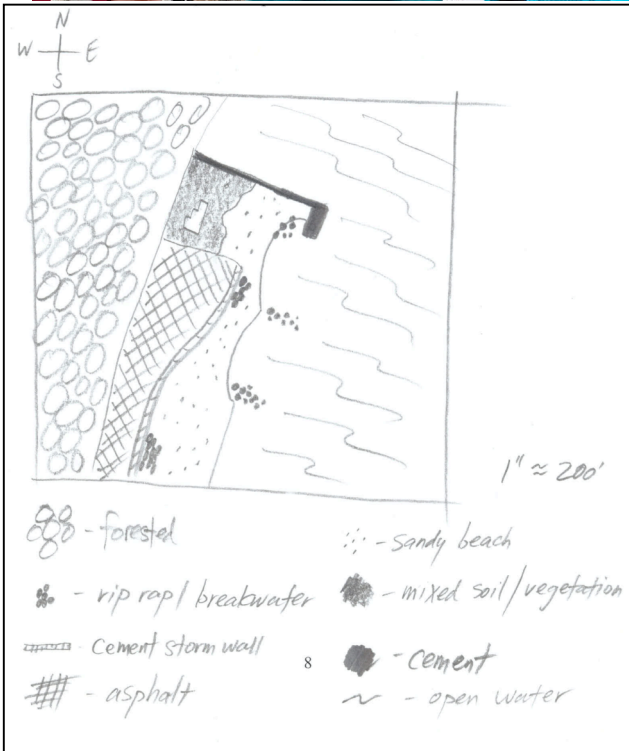 N
W E
S
1" ≈ 200'
- forested
- sandy beach
- rip rap / breakwater
- mixed soil / vegetation
- Cement storm wall
8
- cement
- asphalt
- open water